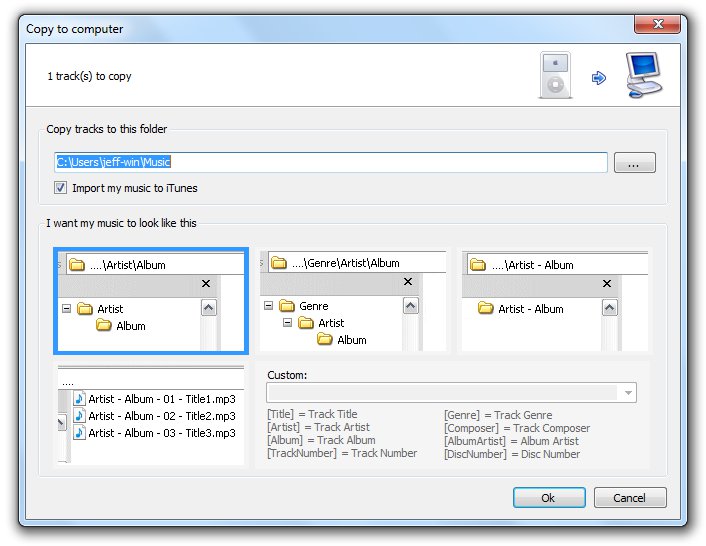 Copy to computer
1 track(s) to copy
Copy tracks to this folder
C:\Users\jeff-win\Music
...
Import my music to iTunes
I want my music to look like this
....\Artist\Album
Artist
Album
....\Genre\Artist\Album
Genre
Artist
Album
....\Artist - Album
Artist - Album
....
Artist - Album - 01 - Title1.mp3
Artist - Album - 02 - Title2.mp3
Artist - Album - 03 - Title3.mp3
Custom:
[Title] = Track Title
[Artist] = Track Artist
[Album] = Track Album
[TrackNumber] = Track Number
[Genre] = Track Genre
[Composer] = Track Composer
[AlbumArtist] = Album Artist
[DiscNumber] = Disc Number
Ok
Cancel